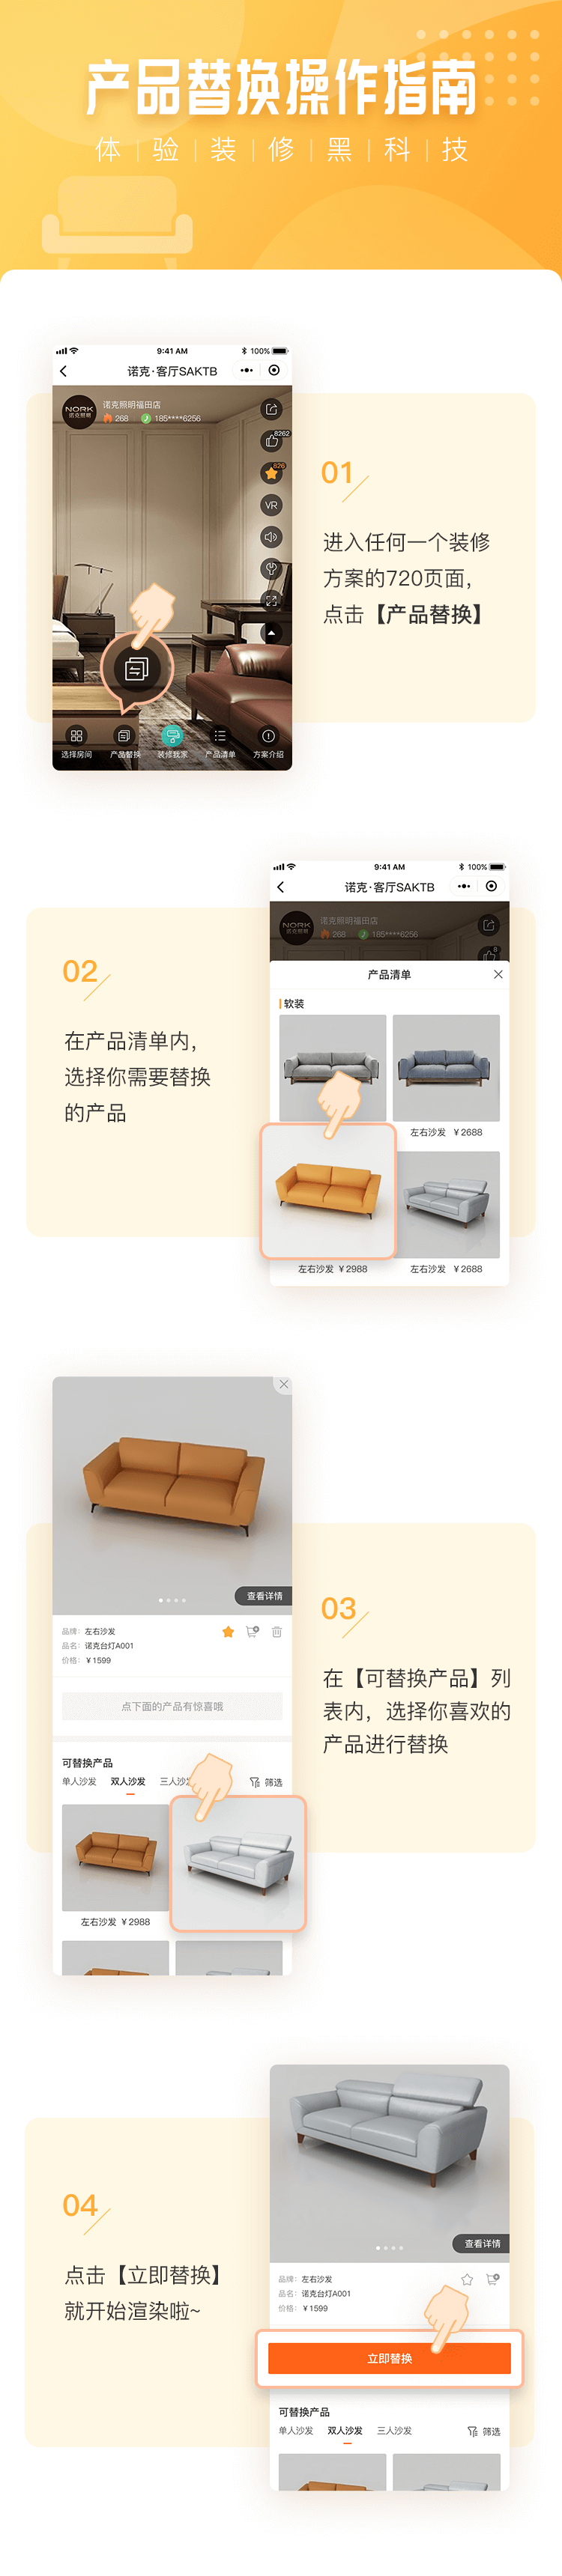 产品替换操作指南
体|验|装|修|黑|科|技
9:41 AM
100%
诺克·客厅SAKTB
NORK
诺克照明
诺克照明福田店
268
185****6256
8262
826
VR
选择房间
产品替换
装修我家
产品清单
方案介绍
01
进入任何一个装修
方案的720页面，
点击【产品替换】
02
在产品清单内，
选择你需要替换
的产品
9:41 AM
100%
诺克·客厅SAKTB
NORK
诺克照明
诺克照明福田店
268
185****6256
8
产品清单
软装
左右沙发 ¥2688
左右沙发 ¥2988
左右沙发 ¥2688
查看详情
品牌：左右沙发
品名：诺克台灯A001
价格：¥1599
点下面的产品有惊喜哦
可替换产品
单人沙发 双人沙发 三人沙发 筛选
左右沙发 ¥2988
03
在【可替换产品】列
表内，选择你喜欢的
产品进行替换
04
点击【立即替换】
就开始渲染啦~
查看详情
品牌：左右沙发
品名：诺克台灯A001
价格：¥1599
立即替换
可替换产品
单人沙发 双人沙发 三人沙发 筛选